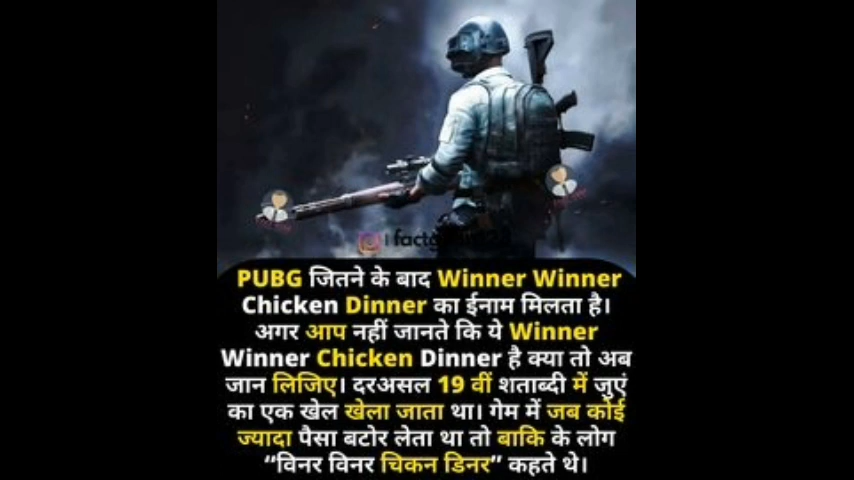 PUBG जितने के बाद Winner Winner
Chicken Dinner का ईनाम मिलता है।
अगर आप नहीं जानते कि ये Winner
Winner Chicken Dinner है क्या तो अब
जान लिजिए। दरअसल 19 वीं शताब्दी में जुएं
का एक खेल खेला जाता था। गेम में जब कोई
ज्यादा पैसा बटोर लेता था तो बाकि के लोग
“विनर विनर चिकन डिनर” कहते थे।